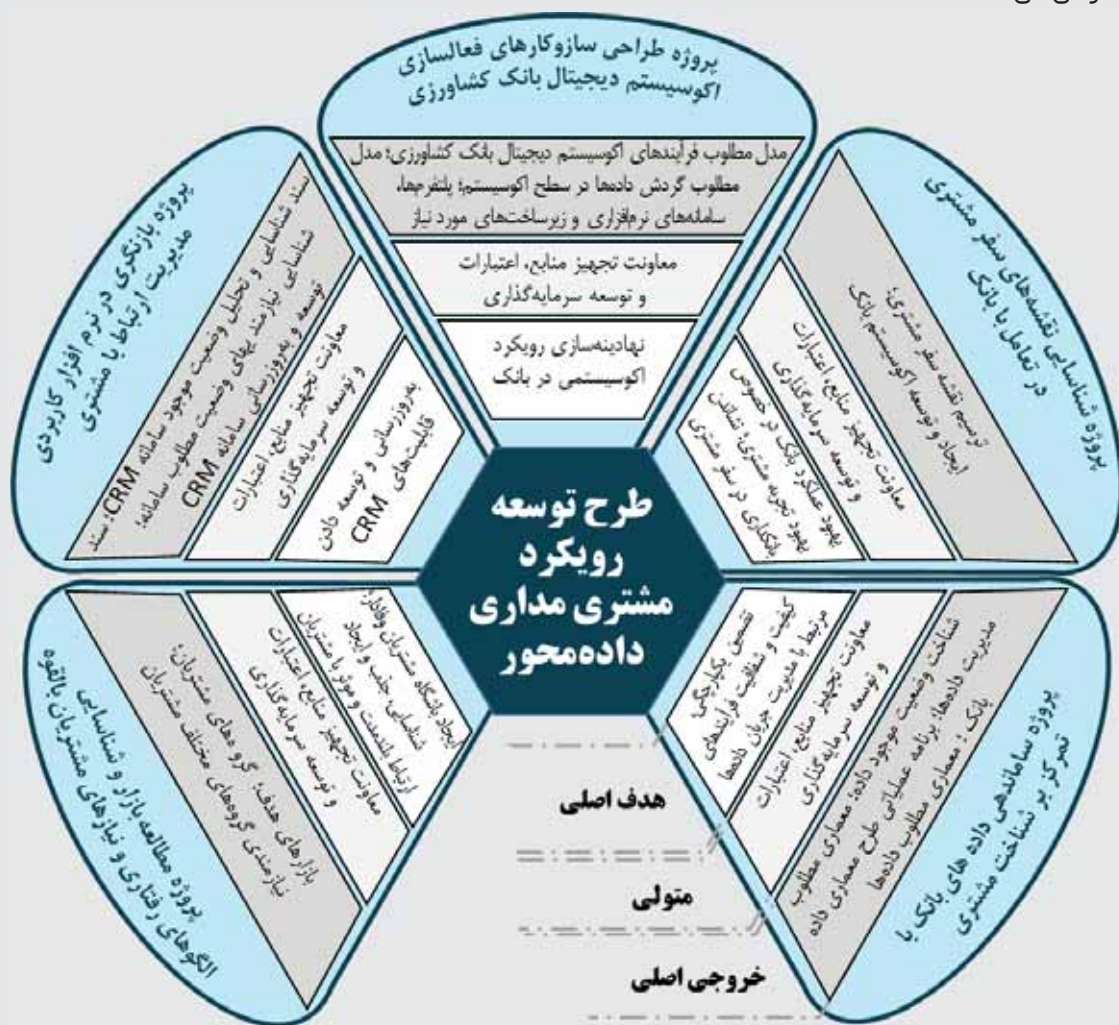 پروژه طراحی سازوکارهای فعالسازی
اکوسیستم دیجیتال بانک کشاورزی
مدل مطلوب فرآیندهای اکوسیستم دیجیتال بانک کشاورزی؛ مدل
مطلوب گردش داده‌ها در سطح اکوسیستم؛ پلتفرم‌ها،
سامانه‌های نرم‌افزاری و زیرساخت‌های مورد نیاز
معاونت تجهیز منابع، اعتبارات
و توسعه سرمایه‌گذاری
نهادینه‌سازی رویکرد
اکوسیستمی در بانک
پروژه شناسایی نقشه‌های سفر مشتری
در تعامل با بانک
ترسیم نقشه سفر مشتری؛
ایجاد و توسعه اکوسیستم بانک
معاونت تجهیز منابع، اعتبارات
و توسعه سرمایه‌گذاری
بهبود عملکرد بانک در خصوص
بهبود تجربه مشتری؛ نشاندن
بانکداری در سفر مشتری
پروژه بازنگری در نرم افزار کاربردی
مدیریت ارتباط با مشتری
سند شناسایی و تحلیل وضعیت موجود سامانه CRM؛ سند
شناسایی نیازمندیهای وضعیت مطلوب سامانه؛
توسعه و به‌روزرسانی سامانه CRM
معاونت تجهیز منابع، اعتبارات
و توسعه سرمایه‌گذاری
به‌روزرسانی و توسعه دادن
قابلیت‌های CRM
طرح توسعه
رویکرد
مشتری مداری
داده‌محور
پروژه مطالعه بازار و شناسایی
الگوهای رفتاری و نیازهای مشتریان بالقوه
بازارهای هدف؛ گروه‌های مشتریان؛
نیازمندی گروه‌های مختلف مشتریان
معاونت تجهیز منابع، اعتبارات
و توسعه سرمایه‌گذاری
ایجاد باشگاه مشتریان وفادار؛
شناسایی، جذب و ایجاد
ارتباط بلندمدت و موثر با مشتریان
پروژه ساماندهی داده های بانک با
تمرکز بر شناخت مشتری
شناخت وضعیت موجود داده؛ معماری مطلوب
مدیریت داده‌ها؛ برنامه عملیاتی طرح معماری داده
بانک؛ معماری مطلوب داده‌ها
معاونت تجهیز منابع، اعتبارات
و توسعه سرمایه‌گذاری
تضمین یکپارچگی،
کیفیت و شفافیت فرآیندهای
مرتبط با مدیریت جریان داده‌ها
هدف اصلی
متولی
خروجی اصلی